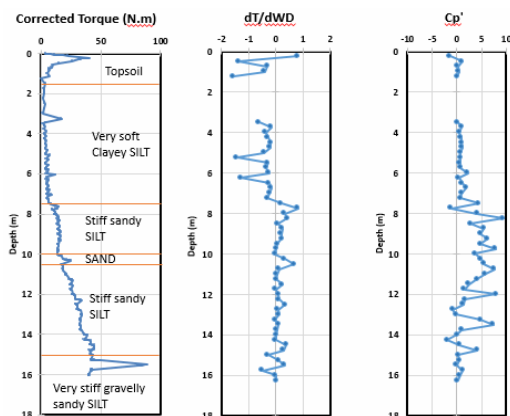 Corrected Torque (N.m)
0 50 100
0
2
4
6
8
10
12
14
16
18
Depth (m)
Topsoil
Very soft
Clayey SILT
Stiff sandy
SILT
SAND
Stiff sandy
SILT
Very stiff gravelly
sandy SILT
dT/dWD
-2 -1 0 1 2
0
2
4
6
8
10
12
14
16
18
Depth (m)
Cp'
-10 -5 0 5 10
0
2
4
6
8
10
12
14
16
18
Depth (m)